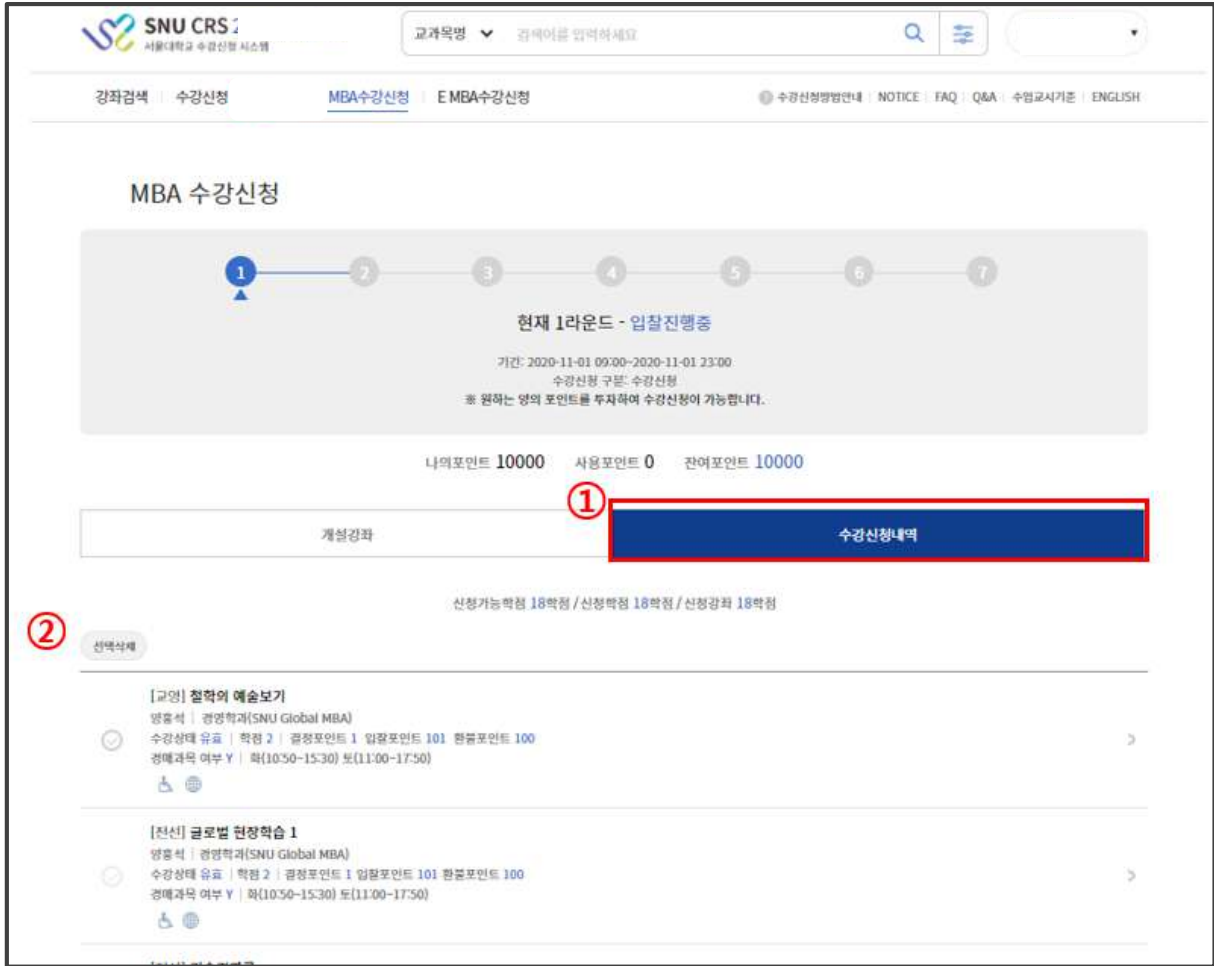 SNU CRS 2
서울대학교 수강신청 시스템
교과목명 검색어를 입력하세요
강좌검색 수강신청 MBA수강신청 E MBA수강신청 수강신청방법안내 NOTICE FAQ Q&A 수업교시기준 ENGLISH
MBA 수강신청
1 2 3 4 5 6 7
현재 1라운드 - 입찰진행중
기간: 2020-11-01 09:00~2020-11-01 23:00
수강신청 구분: 수강신청
※ 원하는 양의 포인트를 투자하여 수강신청이 가능합니다.
나의포인트 10000 사용포인트 0 잔여포인트 10000
①
개설강좌 수강신청내역
신청가능학점 18학점 / 신청학점 18학점 / 신청강좌 18학점
②
선택삭제
[교양] 철학의 예술보기
양홍석 | 경영학과(SNU Global MBA)
수강상태 유효 | 학점 2 | 결정포인트 1 입찰포인트 101 환불포인트 100
경매과목 여부 Y | 화(10:50~15:30) 토(11:00~17:50)
[전선] 글로벌 현장학습 1
양홍석 | 경영학과(SNU Global MBA)
수강상태 유효 | 학점 2 | 결정포인트 1 입찰포인트 101 환불포인트 100
경매과목 여부 Y | 화(10:50~15:30) 토(11:00~17:50)